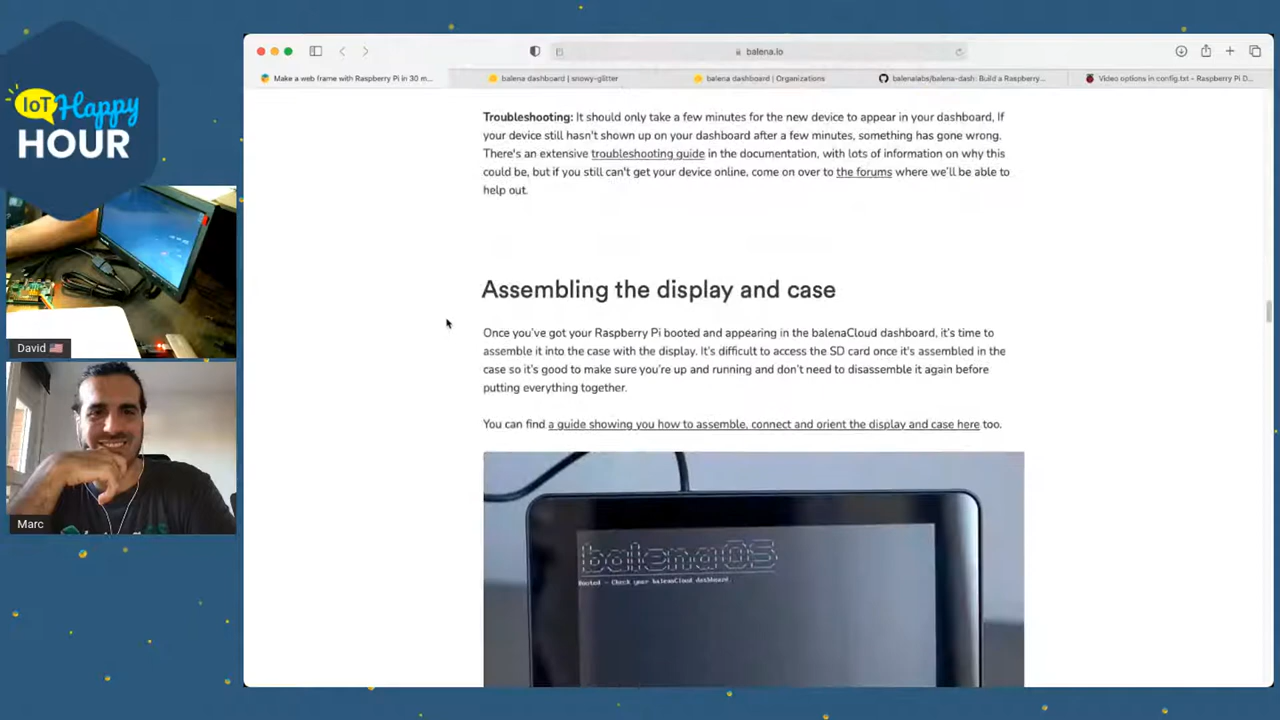 IoT Happy
HOUR
David
Marc
balena.io
Make a web frame with Raspberry Pi in 30 m...
balena dashboard | snowy-glitter
balena dashboard | Organizations
balenalabs/balena-dash: Build a Raspberry...
Video options in config.txt - Raspberry Pi D...
Troubleshooting: It should only take a few minutes for the new device to appear in your dashboard, If
your device still hasn't shown up on your dashboard after a few minutes, something has gone wrong.
There's an extensive troubleshooting guide in the documentation, with lots of information on why this
could be, but if you still can't get your device online, come on over to the forums where we'll be able to
help out.
Assembling the display and case
Once you've got your Raspberry Pi booted and appearing in the balenaCloud dashboard, it's time to
assemble it into the case with the display. It's difficult to access the SD card once it's assembled in the
case so it's good to make sure you're up and running and don't need to disassemble it again before
putting everything together.
You can find a guide showing you how to assemble, connect and orient the display and case here too.
balenaOS
Booted - Check your balenaCloud dashboard.